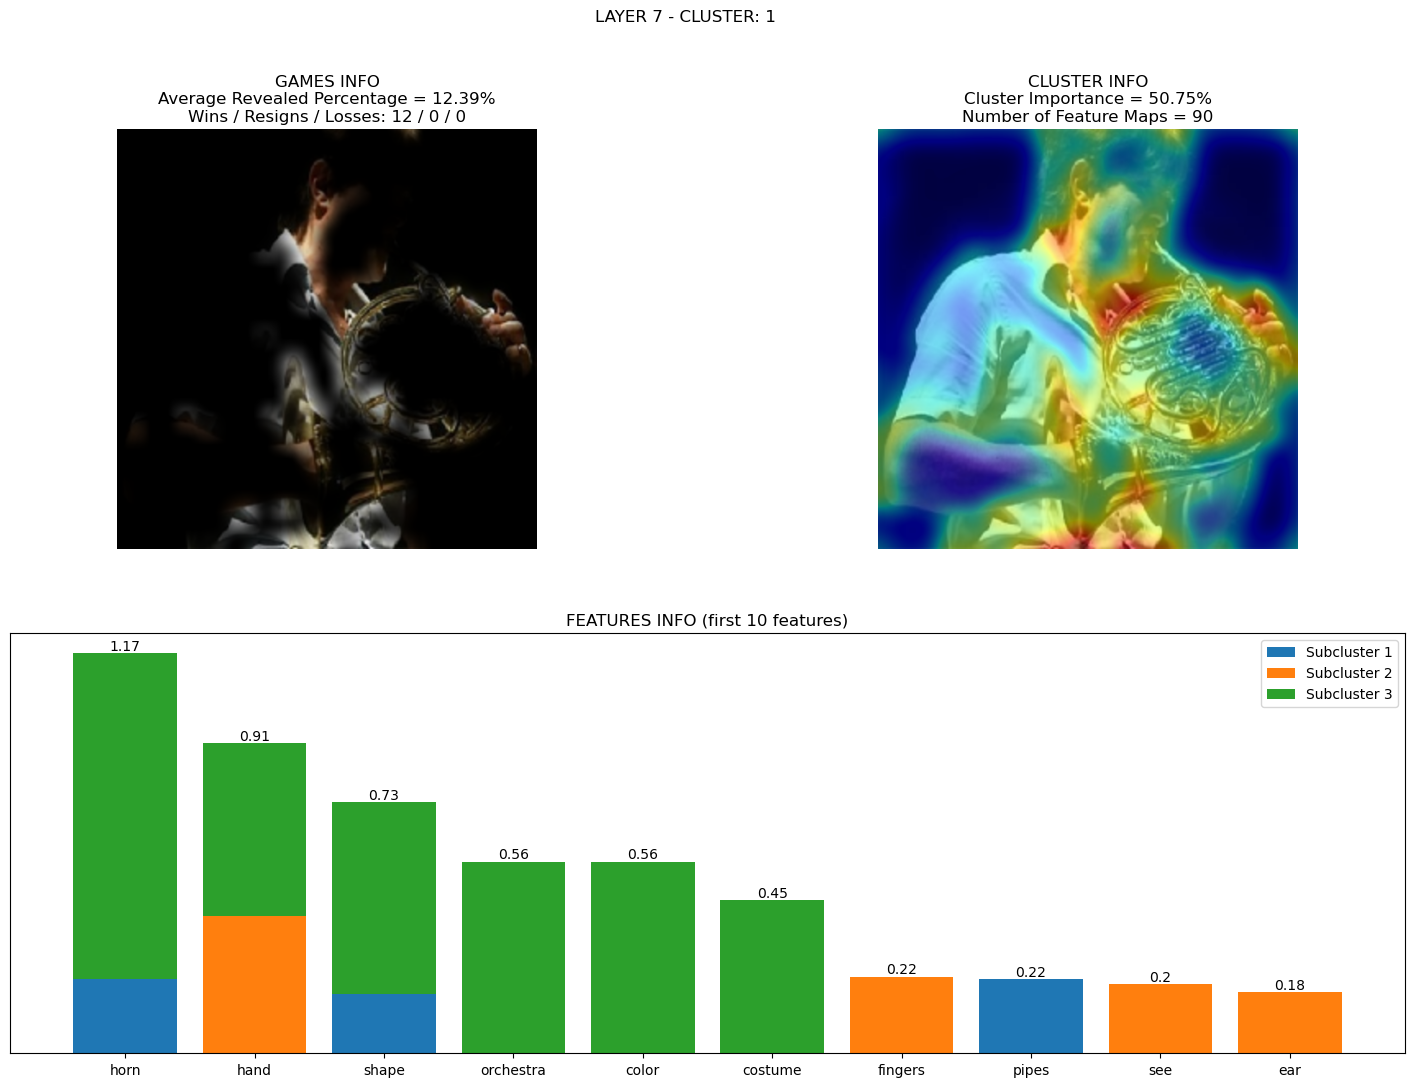 LAYER 7 - CLUSTER: 1
GAMES INFO
Average Revealed Percentage = 12.39%
Wins / Resigns / Losses: 12 / 0 / 0
CLUSTER INFO
Cluster Importance = 50.75%
Number of Feature Maps = 90
FEATURES INFO (first 10 features)
Subcluster 1
Subcluster 2
Subcluster 3
1.17
0.91
0.73
0.56
0.56
0.45
0.22
0.22
0.2
0.18
horn
hand
shape
orchestra
color
costume
fingers
pipes
see
ear